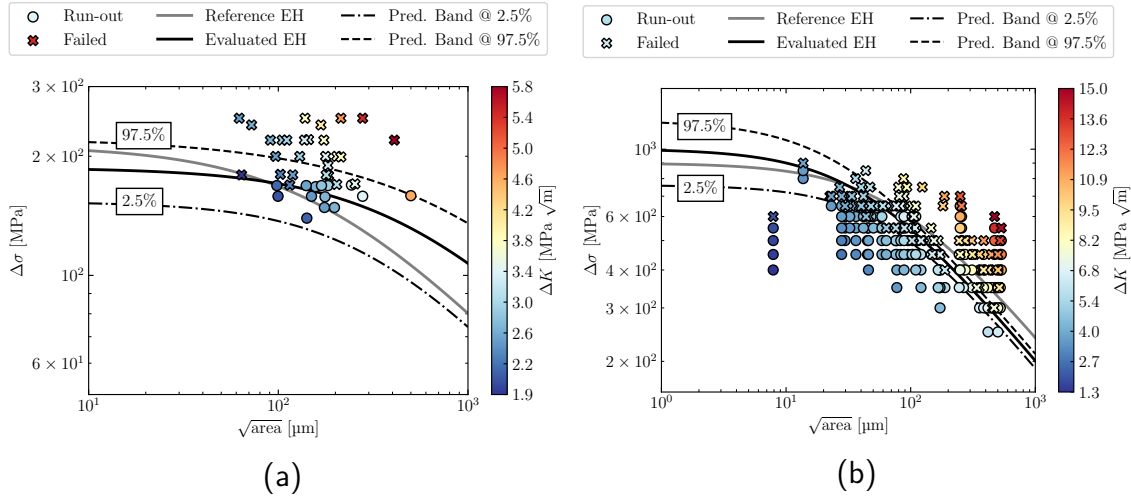 Run-out Reference EH Pred. Band @ 2.5%
Failed Evaluated EH Pred. Band @ 97.5%
3 × 10²
2 × 10²
10²
6 × 10¹
Δσ [MPa]
97.5%
2.5%
10¹ 10² 10³
√area [µm]
5.8
5.4
5.0
4.6
4.2
3.8
3.4
3.0
2.6
2.2
1.9
ΔK [MPa √m]
(a)
Run-out Reference EH Pred. Band @ 2.5%
Failed Evaluated EH Pred. Band @ 97.5%
10³
6 × 10²
4 × 10²
3 × 10²
2 × 10²
Δσ [MPa]
97.5%
2.5%
10⁰ 10¹ 10² 10³
√area [µm]
15.0
13.7
12.3
10.9
9.6
8.2
6.8
5.4
4.0
2.7
1.3
ΔK [MPa √m]
(b)